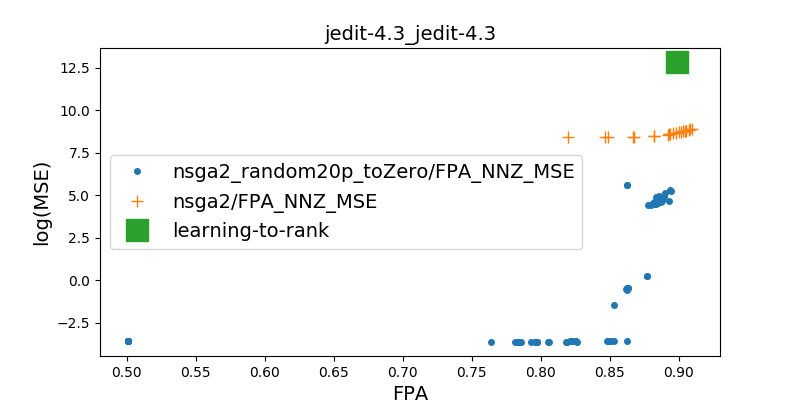 jedit-4.3_jedit-4.3
12.5
10.0
7.5
5.0
2.5
0.0
−2.5
log(MSE)
nsga2_random20p_toZero/FPA_NNZ_MSE
nsga2/FPA_NNZ_MSE
learning-to-rank
0.50 0.55 0.60 0.65 0.70 0.75 0.80 0.85 0.90
FPA